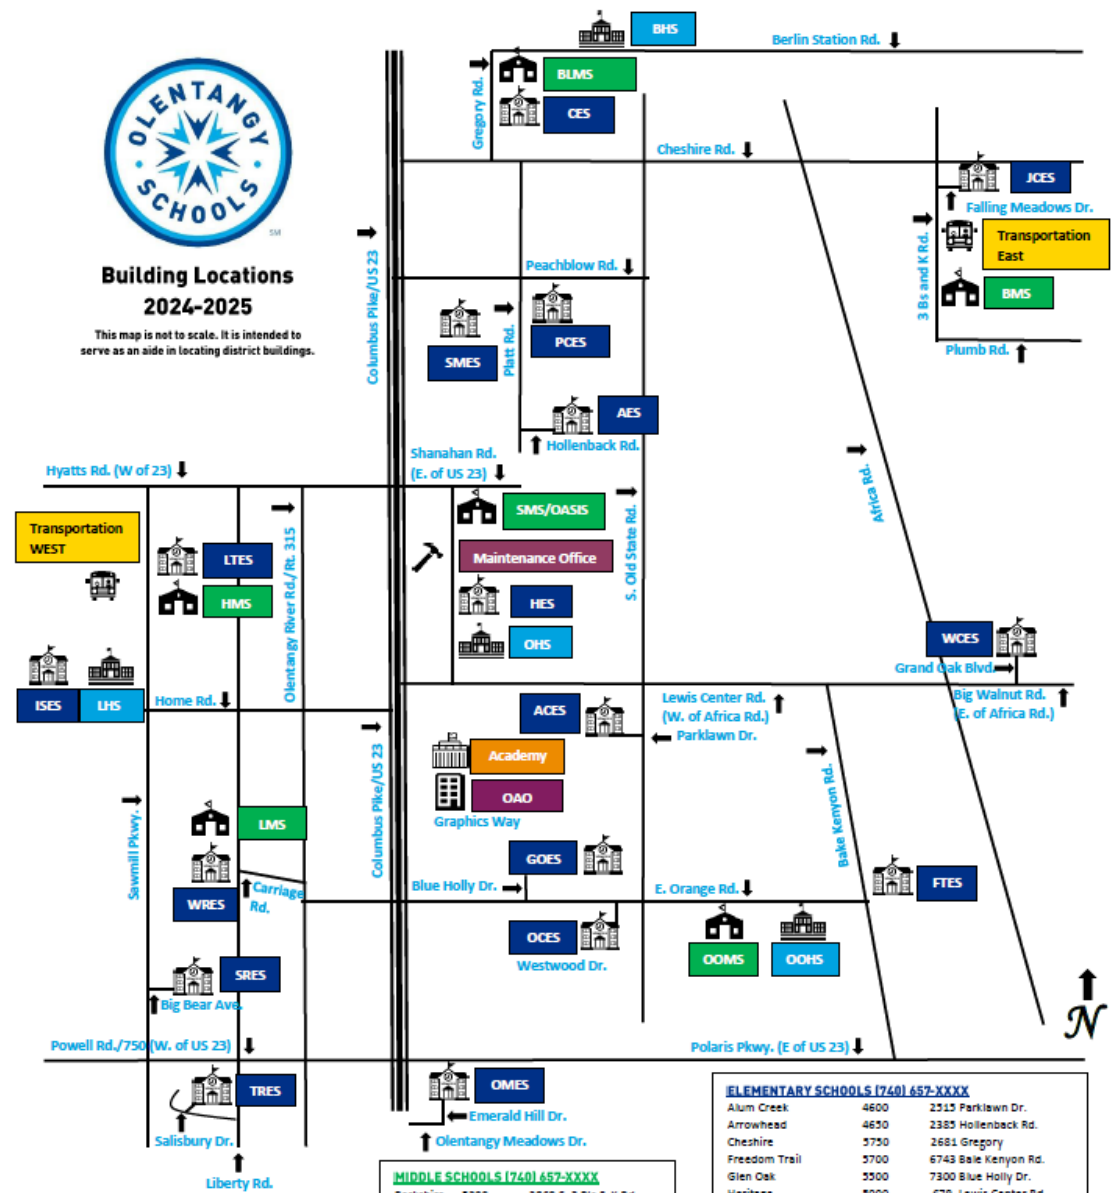 BHS
Berlin Station Rd.
BLMS
Gregory Rd.
CES
OLENTANGY
SCHOOLS
SM
Cheshire Rd.
JCES
Falling Meadows Dr.
Transportation
East
3 Bs and K Rd.
BMS
Plumb Rd.
Building Locations
2024-2025
This map is not to scale. It is intended to
serve as an aide in locating district buildings.
Columbus Pike/US 23
Peachblow Rd.
Platt Rd.
SMES
PCES
AES
Hollenback Rd.
Shanahan Rd.
(E. of US 23)
Hyatts Rd. (W of 23)
Africa Rd.
Transportation
WEST
LTES
HMS
Olentangy River Rd./Rt. 315
SMS/OASIS
Maintenance Office
HES
OHS
S. Old State Rd.
WCES
Grand Oak Blvd.
ISES
LHS
Home Rd.
ACES
Lewis Center Rd.
(W. of Africa Rd.)
Parklawn Dr.
Big Walnut Rd.
(E. of Africa Rd.)
Academy
OAO
Graphics Way
Columbus Pike/US 23
Sawmill Pkwy.
LMS
Bake Kenyon Rd.
WRES
Carriage
Rd.
GOES
Blue Holly Dr.
E. Orange Rd.
FTES
OCES
Westwood Dr.
OOMS
OOHS
SRES
Big Bear Ave.
N
Powell Rd./750 (W. of US 23)
Polaris Pkwy. (E of US 23)
TRES
Salisbury Dr.
Liberty Rd.
OMES
Emerald Hill Dr.
Olentangy Meadows Dr.
ELEMENTARY SCHOOLS (740) 657-XXXX
Alum Creek 4600 2515 Parklawn Dr.
Arrowhead 4650 2385 Hollenback Rd.
Cheshire 5750 2681 Gregory
Freedom Trail 5700 6743 Bale Kenyon Rd.
Glen Oak 5500 7300 Blue Holly Dr.
MIDDLE SCHOOLS (740) 657-XXXX